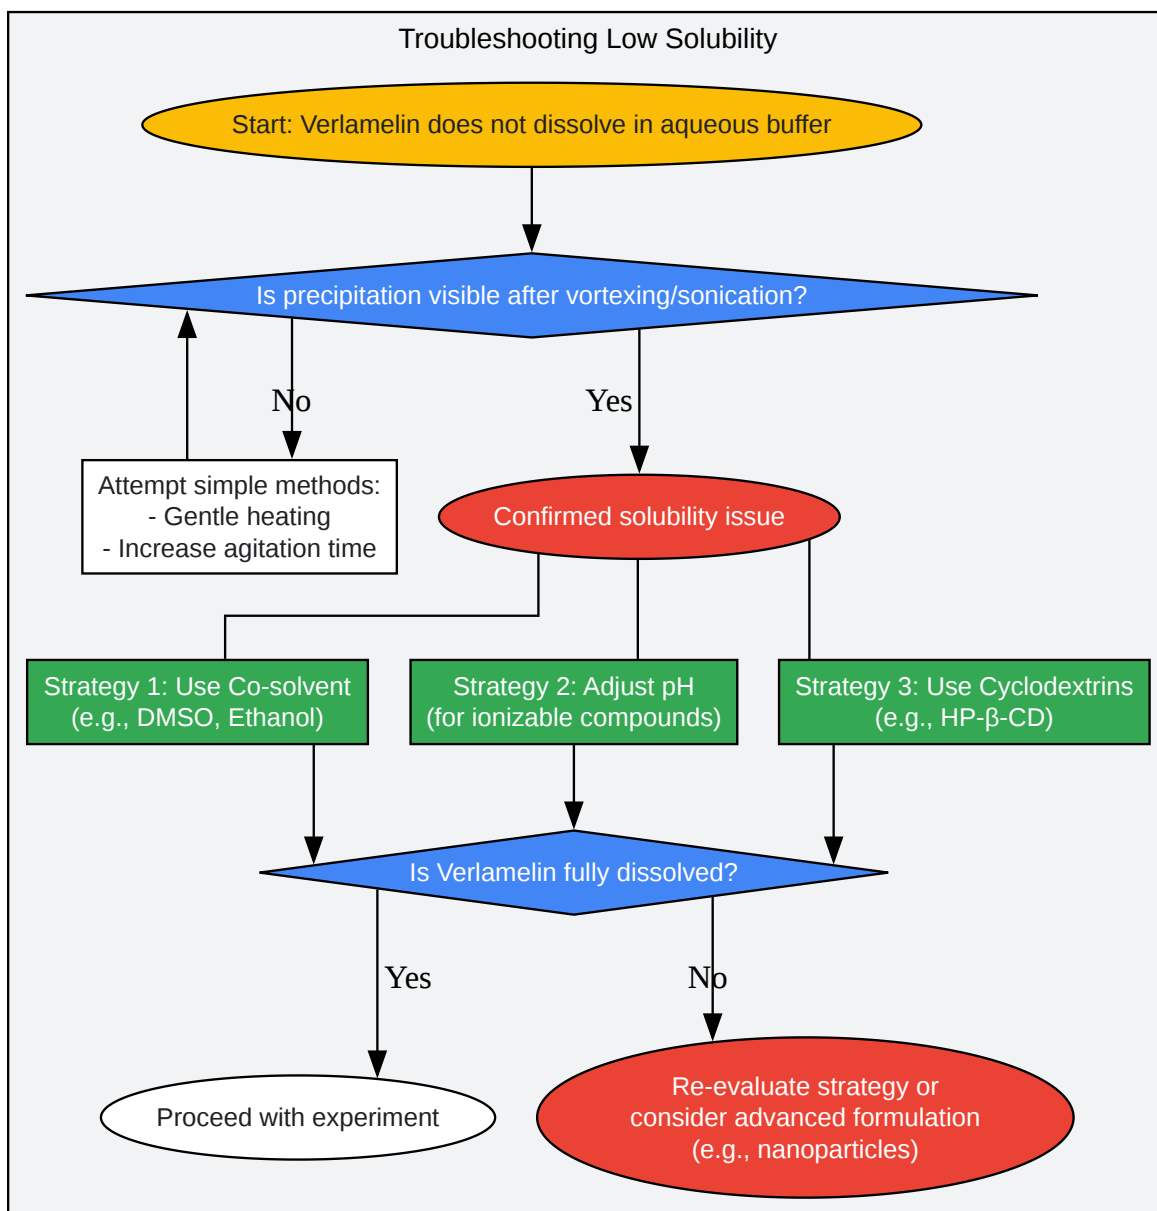 Troubleshooting Low Solubility
Start: Verlamelin does not dissolve in aqueous buffer
Is precipitation visible after vortexing/sonication?
No
Yes
Attempt simple methods:
- Gentle heating
- Increase agitation time
Confirmed solubility issue
Strategy 1: Use Co-solvent
(e.g., DMSO, Ethanol)
Strategy 2: Adjust pH
(for ionizable compounds)
Strategy 3: Use Cyclodextrins
(e.g., HP-β-CD)
Is Verlamelin fully dissolved?
Yes
No
Proceed with experiment
Re-evaluate strategy or
consider advanced formulation
(e.g., nanoparticles)